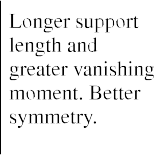 Longer support
length and
greater vanishing
moment. Better
symmetry.